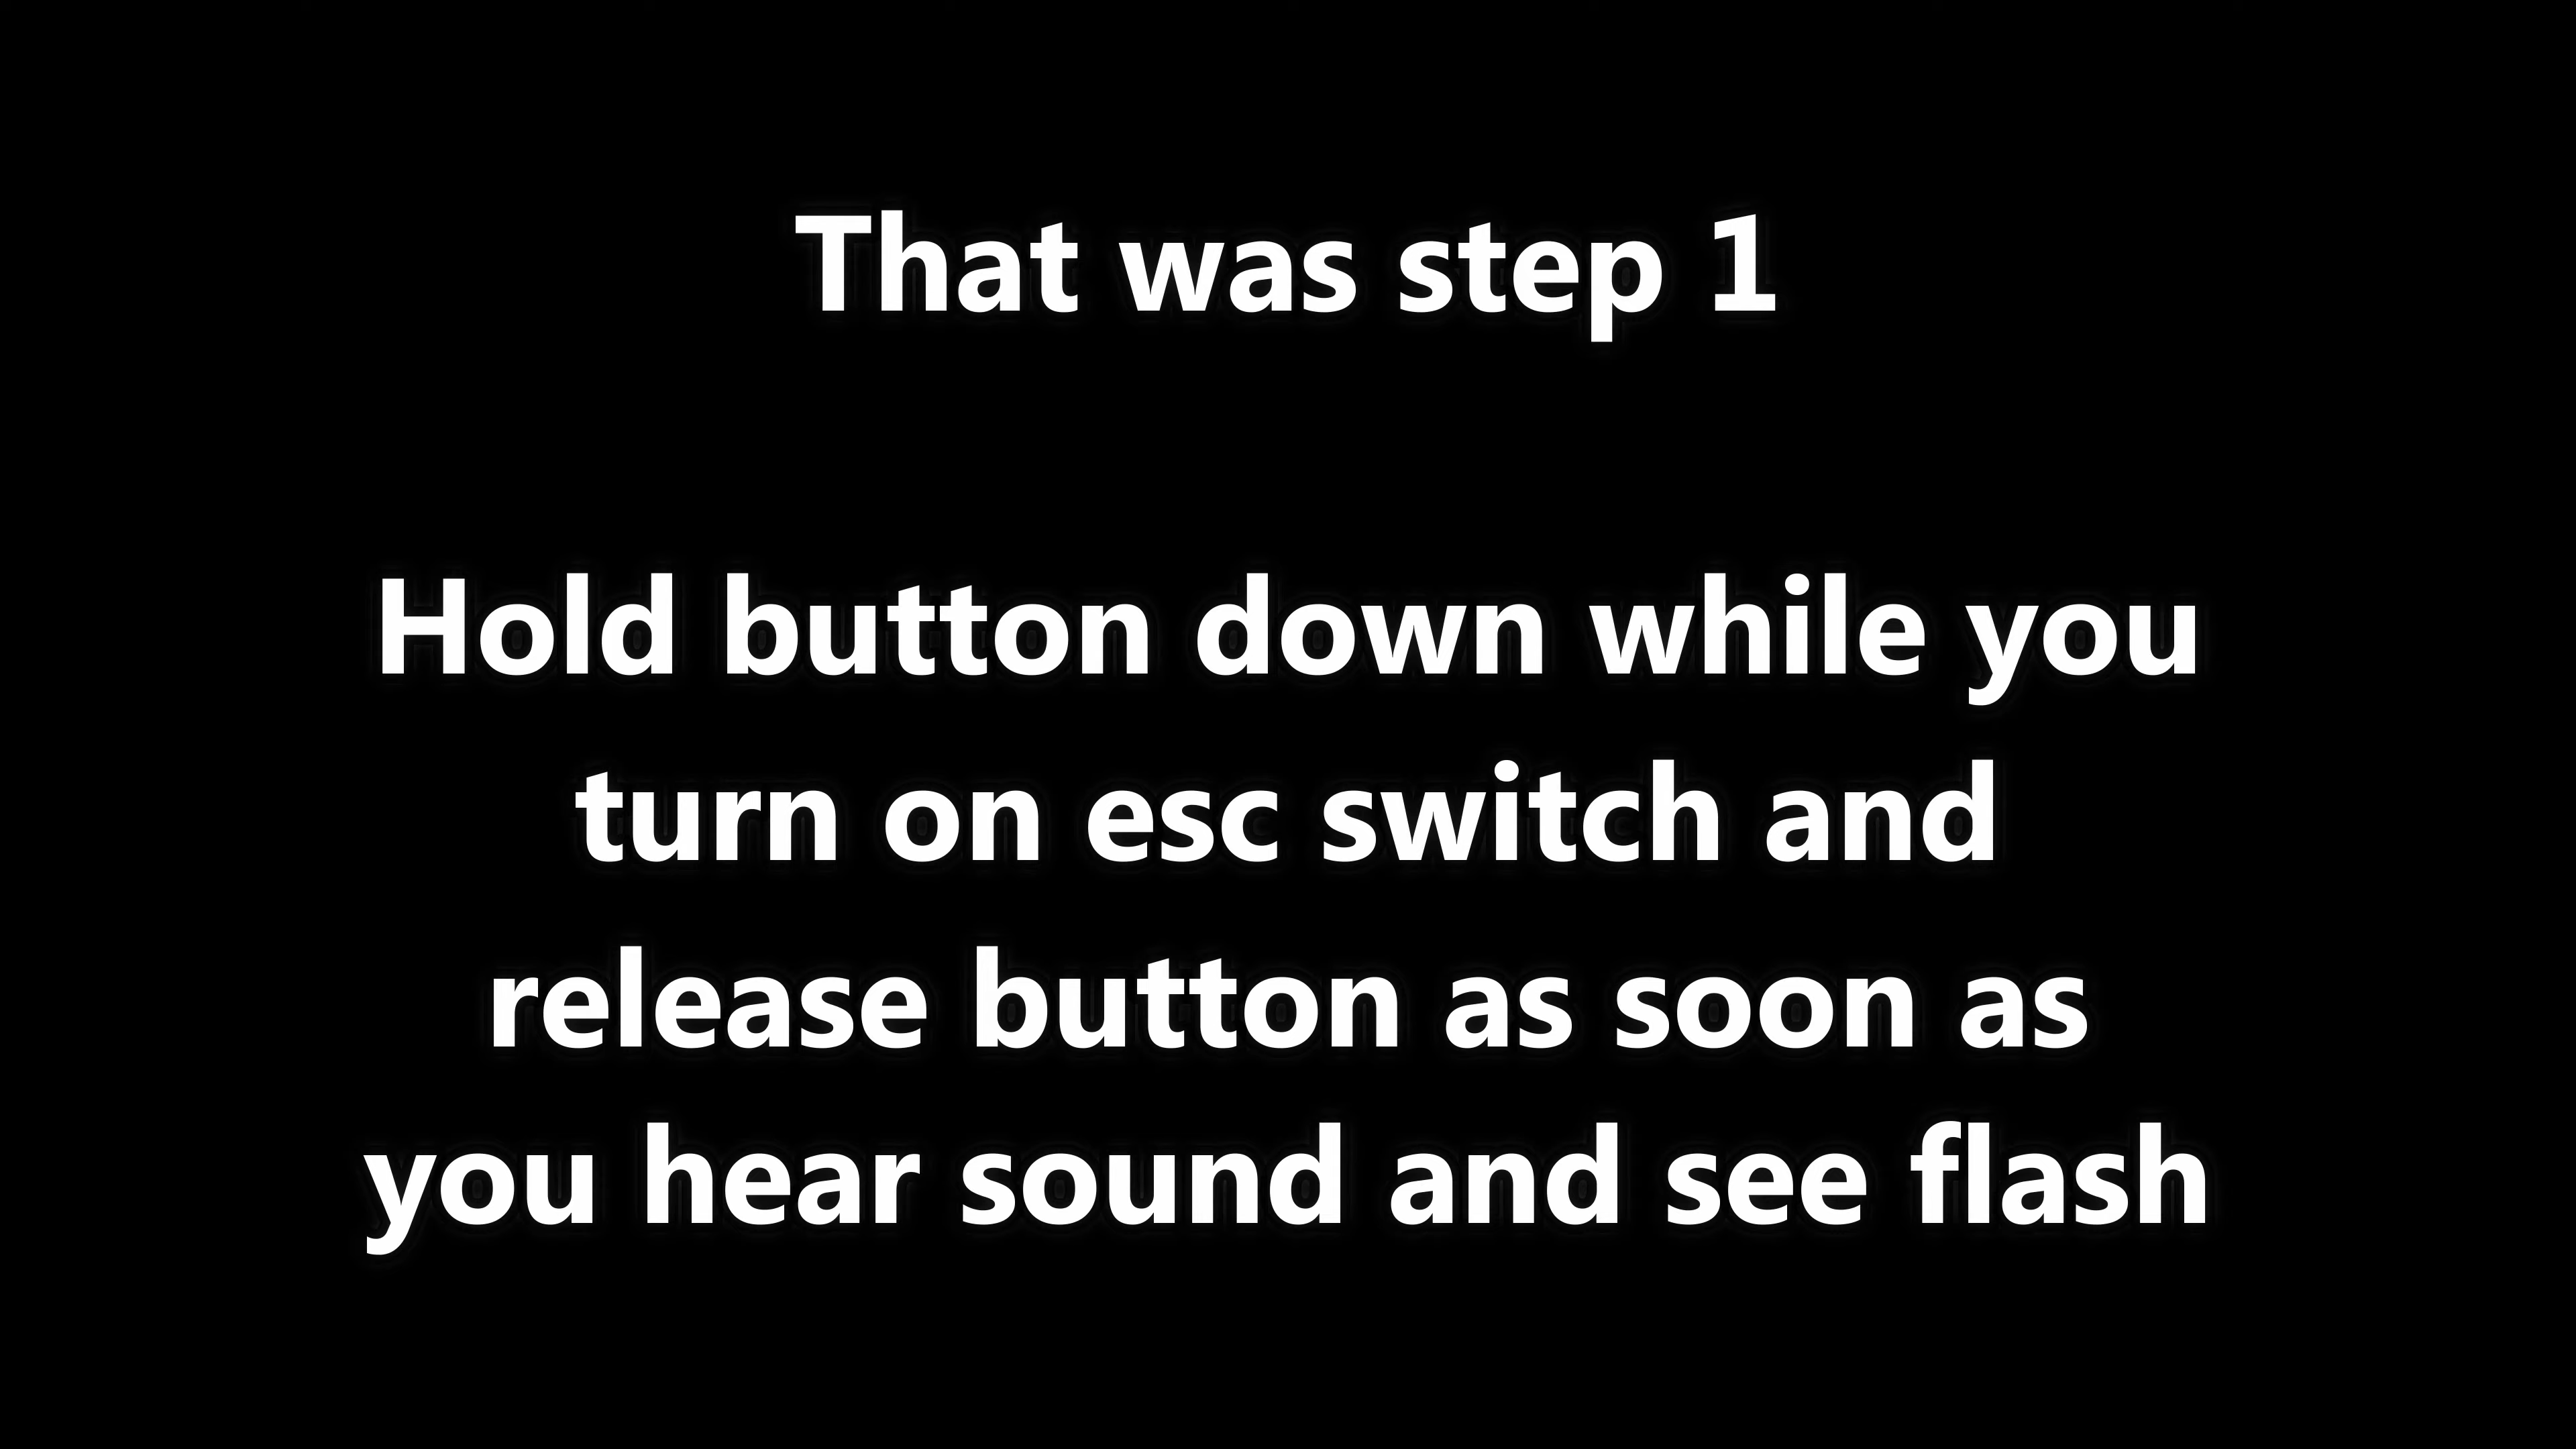 That was step 1
Hold button down while you
turn on esc switch and
release button as soon as
you hear sound and see flash